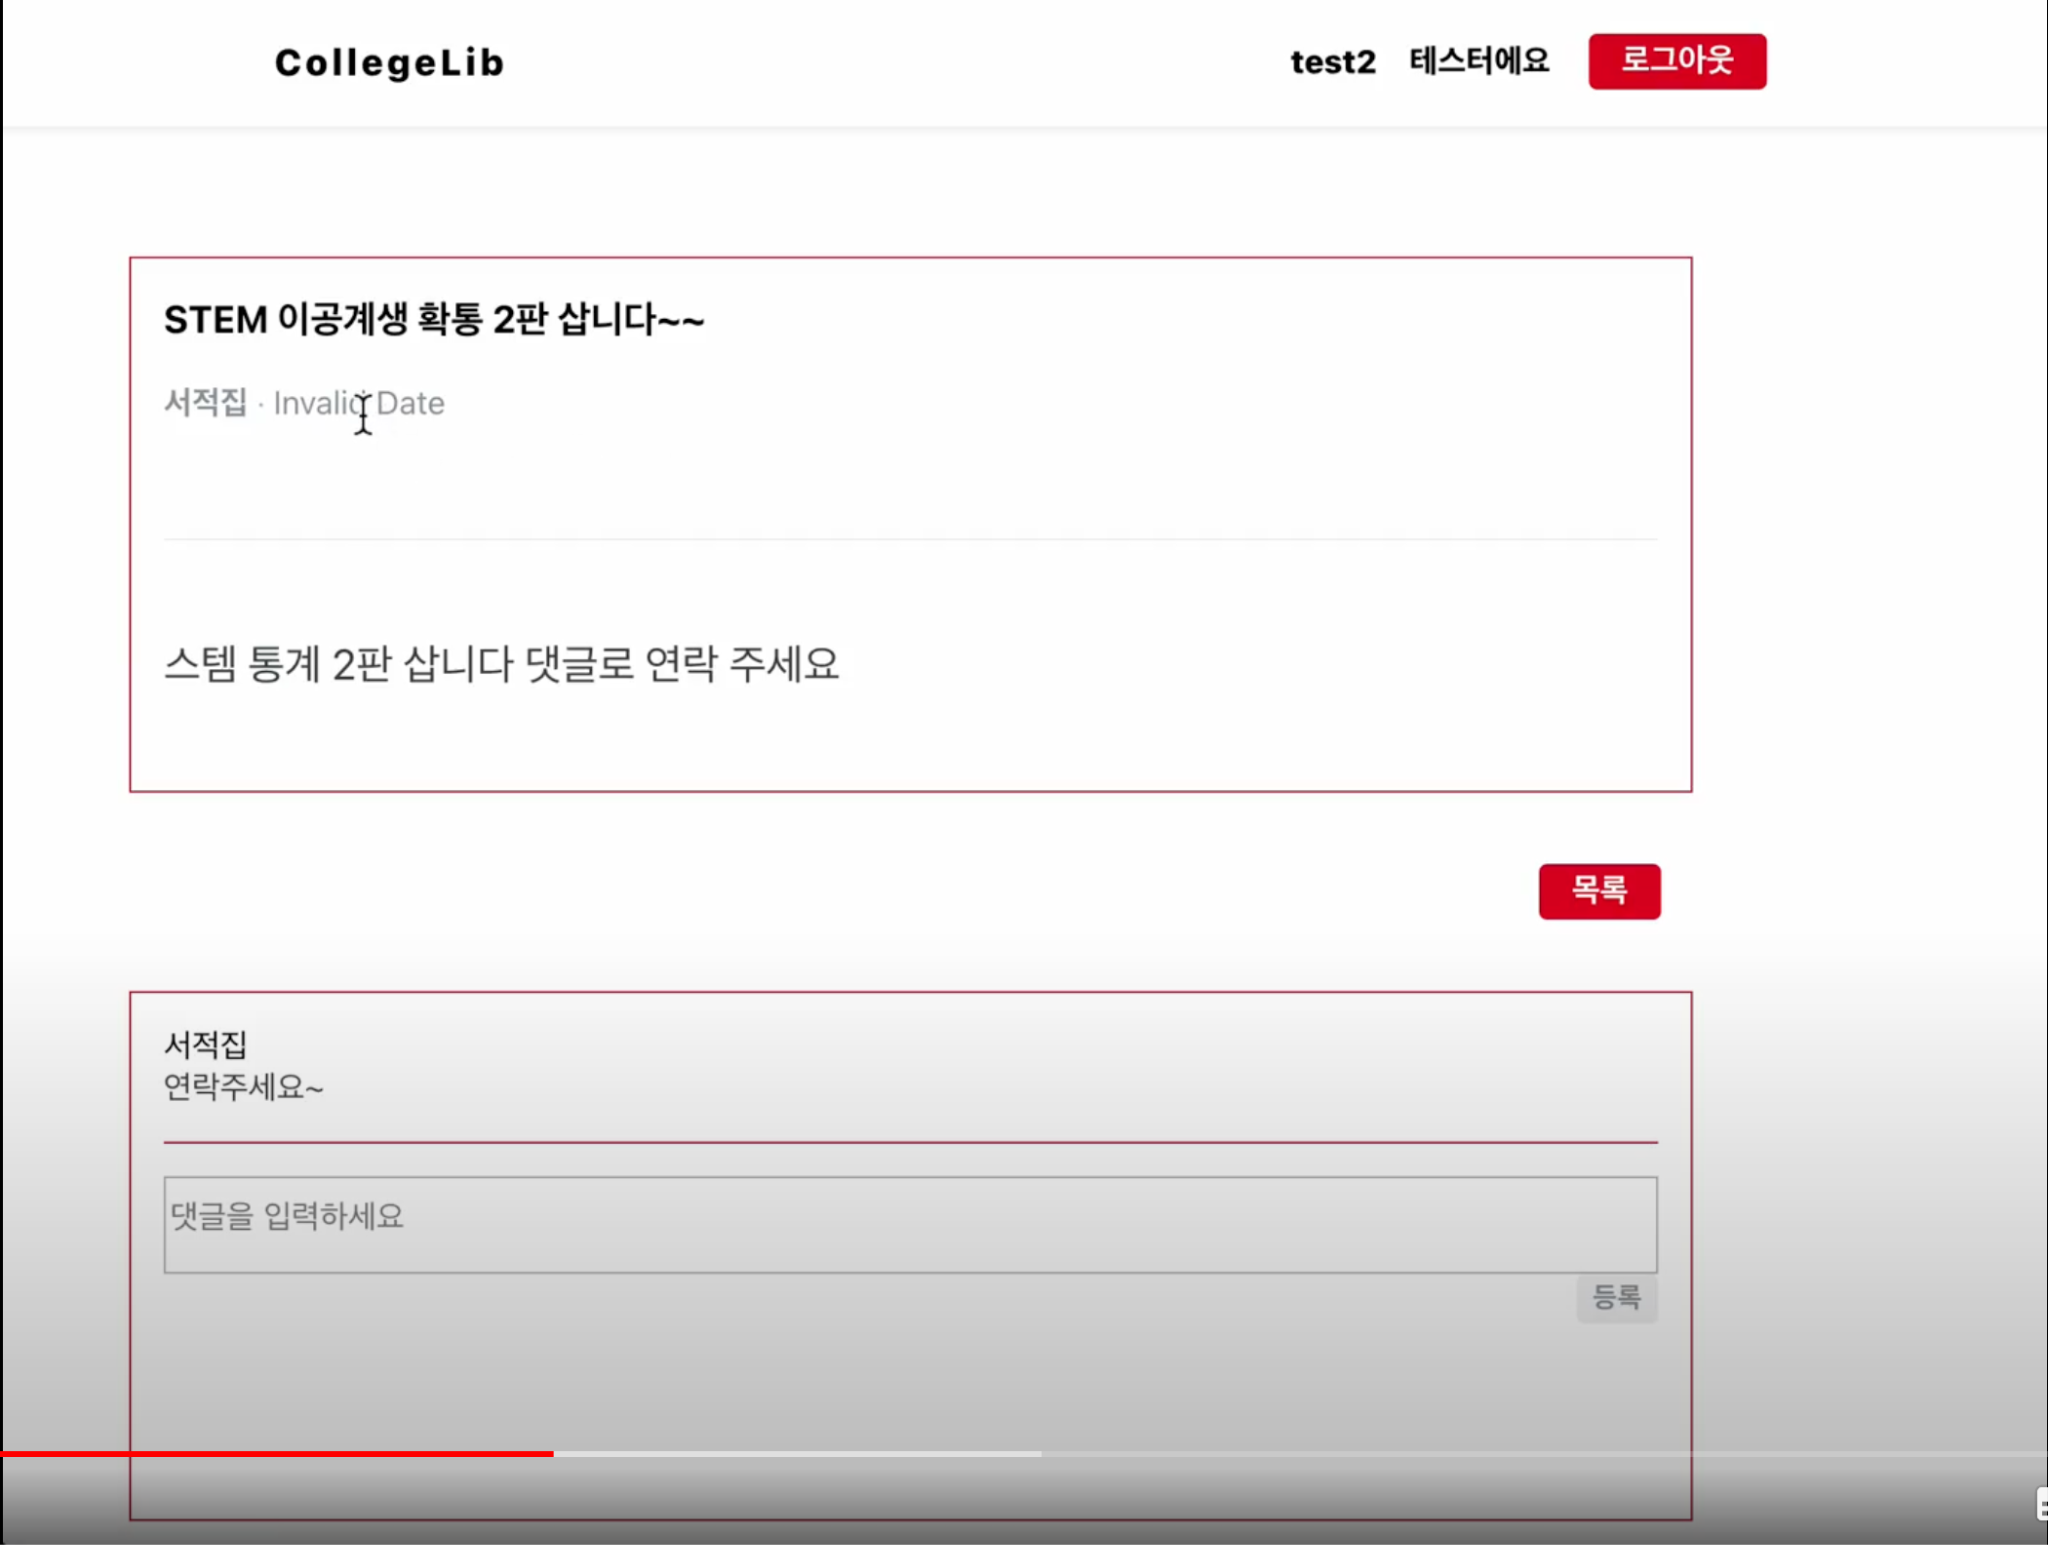 CollegeLib
test2 테스터에요 로그아웃
STEM 이공계생 확통 2판 삽니다~~
서적집 · Invalid Date
스템 통계 2판 삽니다 댓글로 연락 주세요
목록
서적집
연락주세요~
댓글을 입력하세요
등록